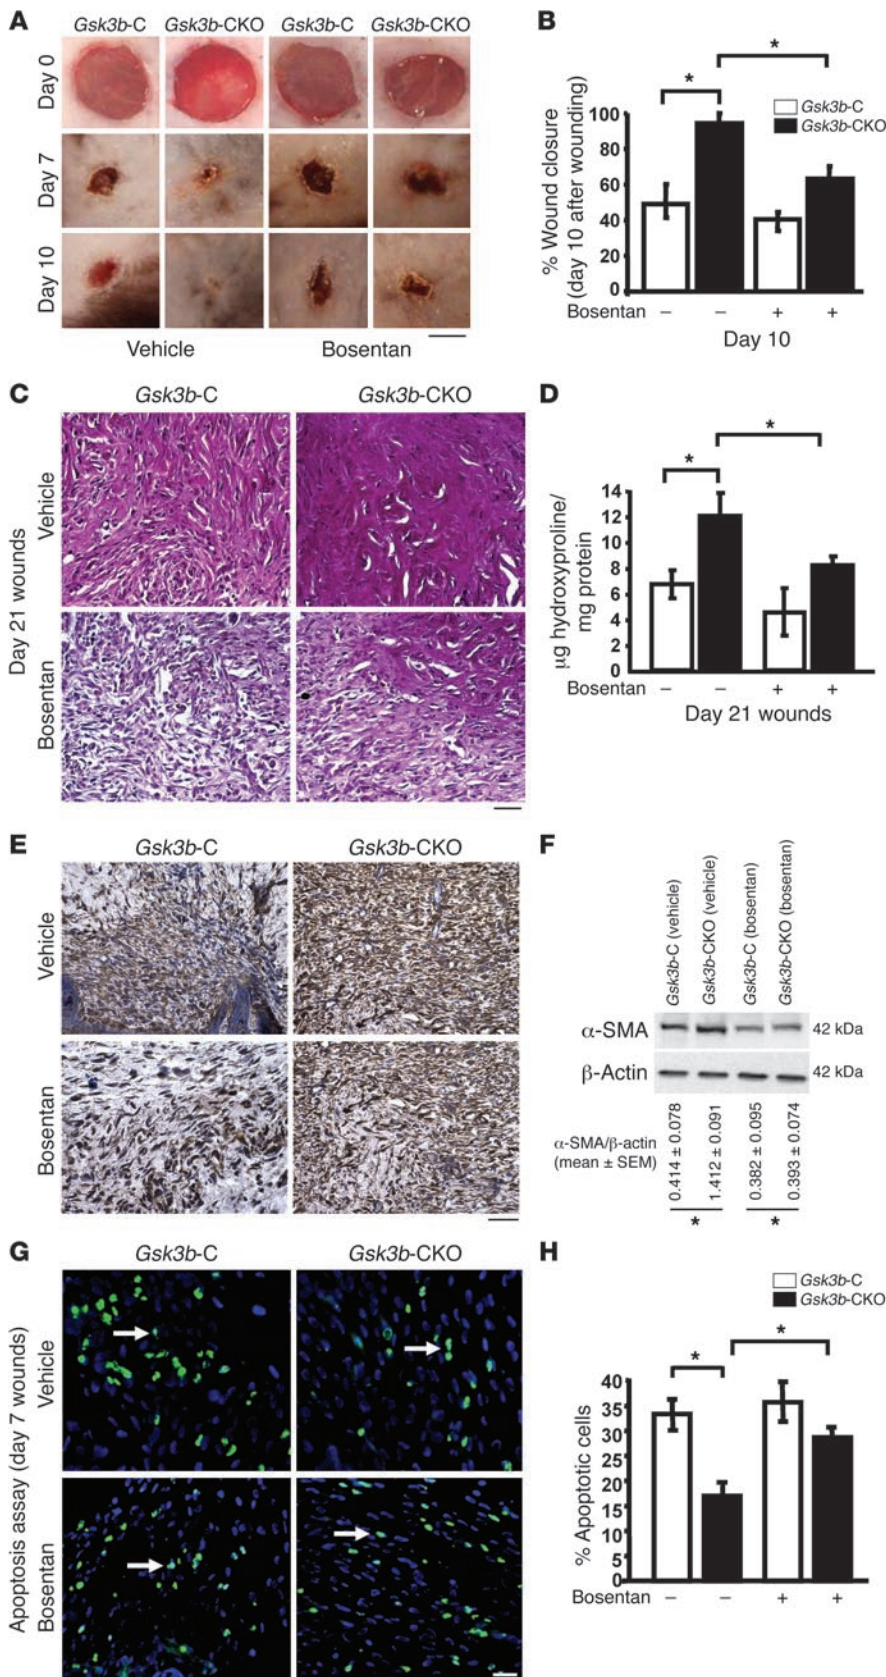 A
Gsk3b-C
Gsk3b-CKO
Gsk3b-C
Gsk3b-CKO
Day 0
Day 7
Day 10
Vehicle
Bosentan
B
Gsk3b-C
Gsk3b-CKO
*
*
% Wound closure
(day 10 after wounding)
100
80
60
40
20
0
Bosentan − − + +
Day 10
C
Gsk3b-C
Gsk3b-CKO
Day 21 wounds
Vehicle
Bosentan
D
*
*
µg hydroxyproline/
mg protein
14
12
10
8
6
4
2
0
Bosentan − − + +
Day 21 wounds
E
Gsk3b-C
Gsk3b-CKO
Vehicle
Bosentan
F
Gsk3b-C (vehicle)
Gsk3b-CKO (vehicle)
Gsk3b-C (bosentan)
Gsk3b-CKO (bosentan)
α-SMA
42 kDa
β-Actin
42 kDa
α-SMA/β-actin
(mean ± SEM)
0.414 ± 0.078
1.412 ± 0.091
0.382 ± 0.095
0.393 ± 0.074
*
*
G
Gsk3b-C
Gsk3b-CKO
Apoptosis assay (day 7 wounds)
Vehicle
Bosentan
H
Gsk3b-C
Gsk3b-CKO
*
*
% Apoptotic cells
40
35
30
25
20
15
10
5
0
Bosentan − − + +